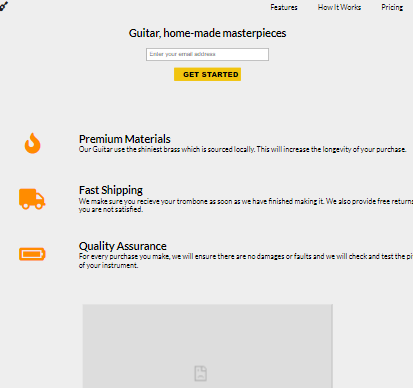 Features How It Works Pricing
Guitar, home-made masterpieces
Enter your email address
GET STARTED
Premium Materials
Our Guitar use the shiniest brass which is sourced locally. This will increase the longevity of your purchase.
Fast Shipping
We make sure you recieve your trombone as soon as we have finished making it. We also provide free returns
you are not satisfied.
Quality Assurance
For every purchase you make, we will ensure there are no damages or faults and we will check and test the pi
of your instrument.